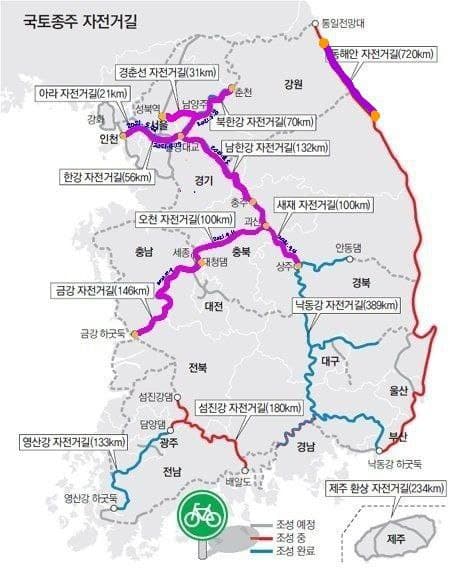 국토종주 자전거길
통일전망대
동해안 자전거길(720km)
경춘선 자전거길(31km)
강원
아라 자전거길(21km)
성북역
남양주
춘천
강화
서울
북한강 자전거길(70km)
인천
남한강 자전거길(132km)
한강 자전거길(56km)
경기
충주
새재 자전거길(100km)
오천 자전거길(100km)
괴산
충남
세종
충북
안동댐
대청댐
상주
경북
금강 자전거길(146km)
대전
낙동강 자전거길(389km)
금강 하굿둑
대구
전북
울산
섬진강댐
섬진강 자전거길(180km)
담양댐
부산
영산강 자전거길(133km)
광주
경남
낙동강 하굿둑
전남
배알도
영산강 하굿둑
제주 환상 자전거길(234km)
조성 예정
조성 중
조성 완료
제주